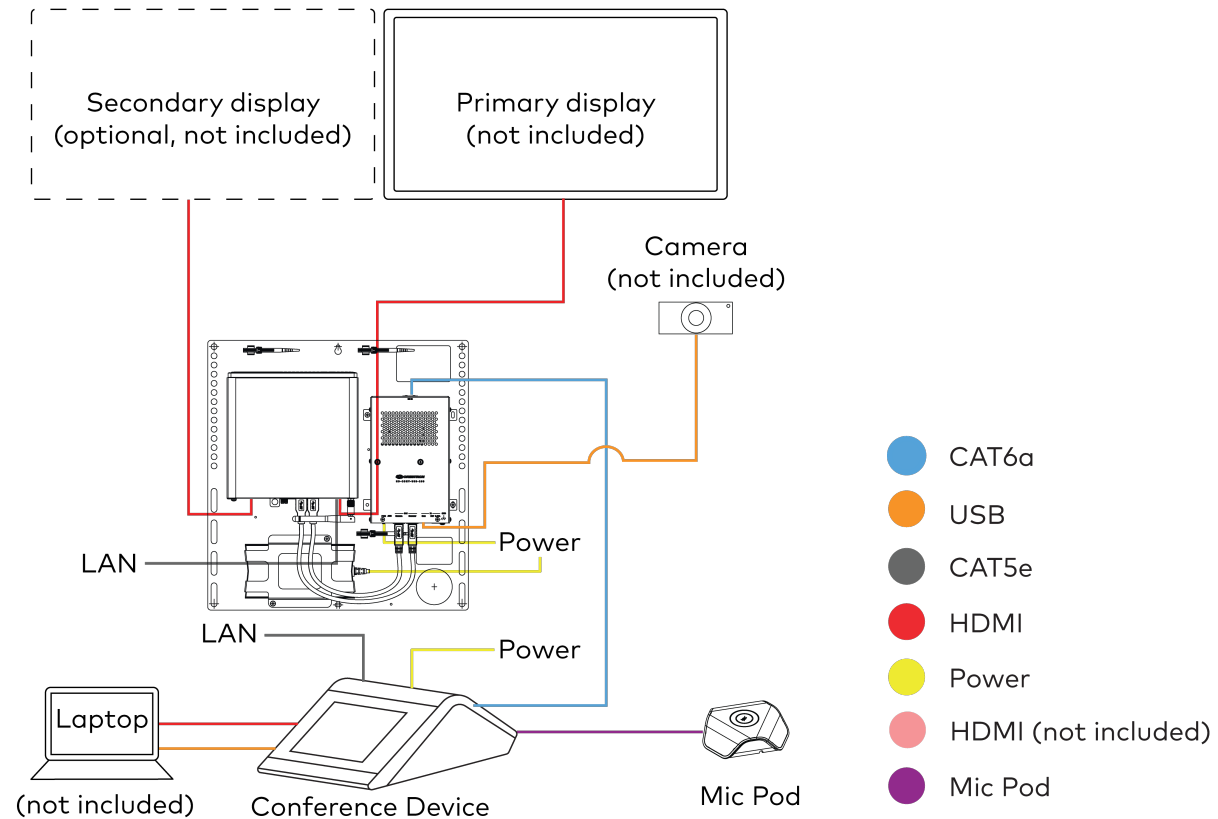 Secondary display
(optional, not included)
Primary display
(not included)
Camera
(not included)
Power
LAN
LAN
Power
Laptop
(not included)
Conference Device
Mic Pod
CAT6a
USB
CAT5e
HDMI
Power
HDMI (not included)
Mic Pod